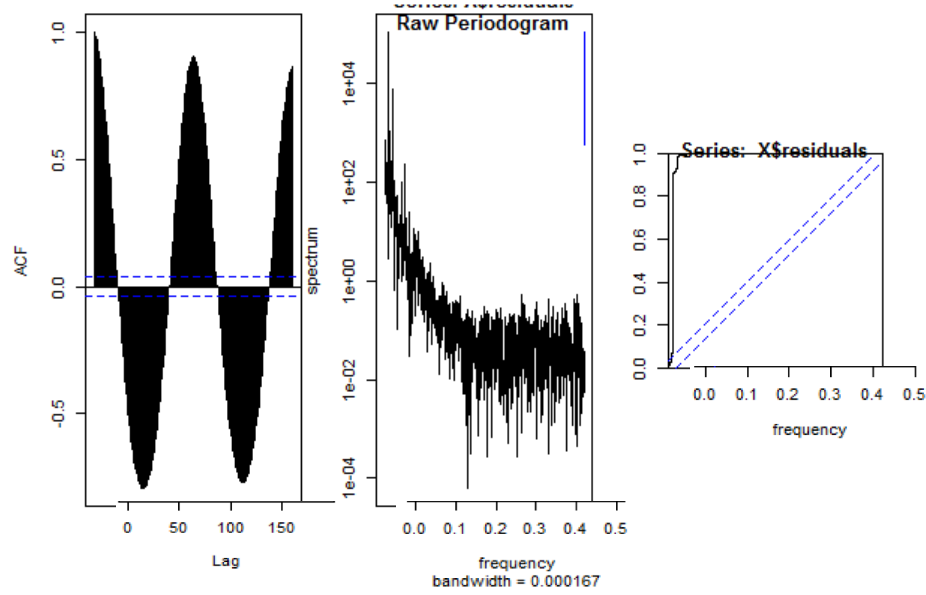 Series: X$residuals
Raw Periodogram
1.0
0.5
0.0
-0.5
ACF
0 50 100 150
Lag
1e+04
1e+02
1e+00
1e-02
1e-04
spectrum
0.0 0.1 0.2 0.3 0.4 0.5
frequency
bandwidth = 0.000167
Series: X$residuals
1.0
0.8
0.6
0.4
0.2
0.0
0.0 0.1 0.2 0.3 0.4 0.5
frequency